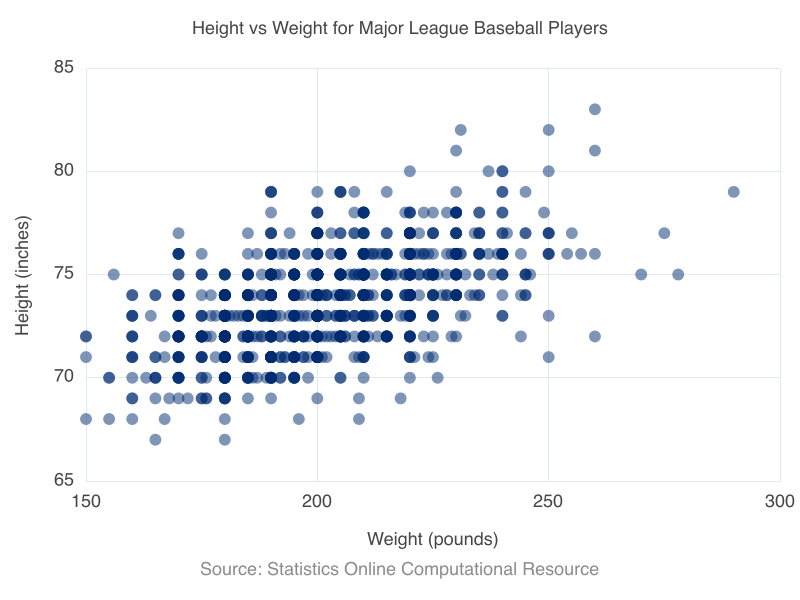 Height vs Weight for Major League Baseball Players
85
80
75
70
65
Height (inches)
150
200
250
300
Weight (pounds)
Source: Statistics Online Computational Resource